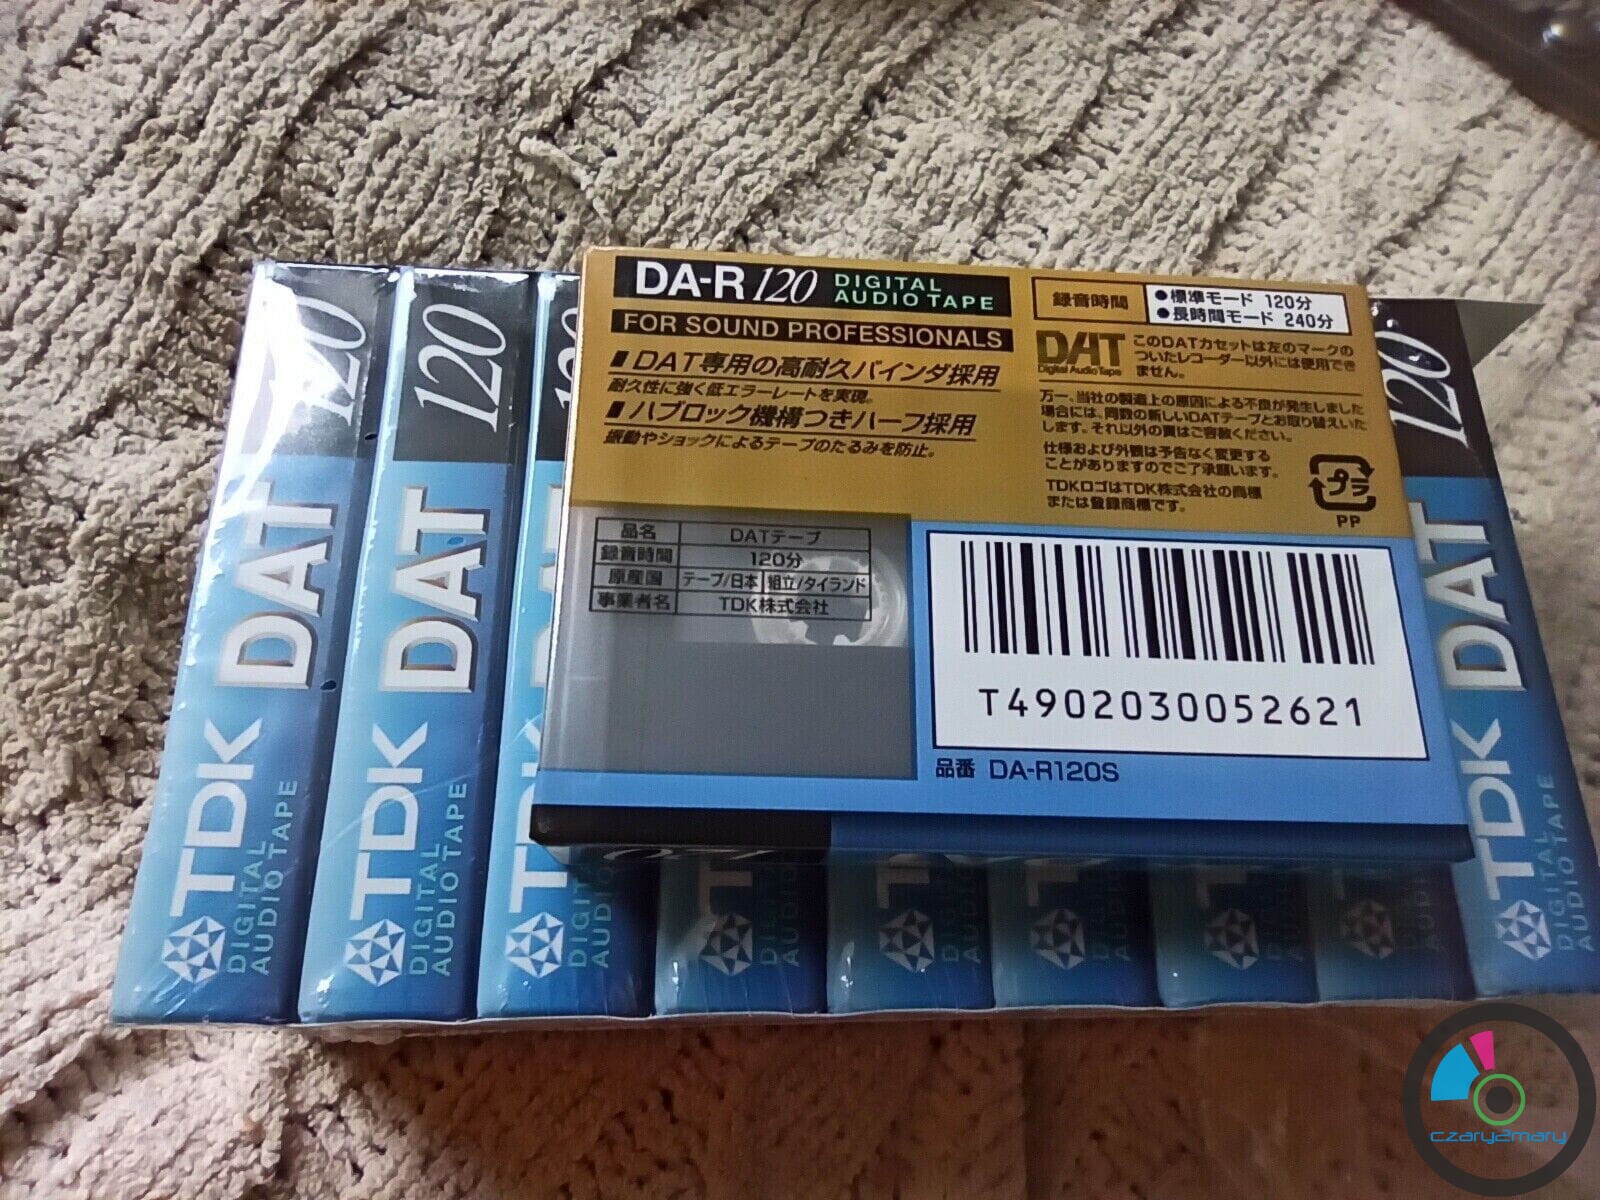 DA-R 120 DIGITAL
AUDIO TAPE
FOR SOUND PROFESSIONALS
■DAT専用の高耐久バインダ採用
耐久性に強く低エラーレートを実現。
■ハブロック機構つきハーフ採用
振動やショックによるテープのたるみを防止。
録音時間
●標準モード 120分
●長時間モード 240分
DAT
Digital Audio Tape
このDATカセットは左のマークの
ついたレコーダー以外には使用でき
ません。
万一、当社の製造上の原因による不良が発生しました
場合には、同数の新しいDATテープとお取り替えいた
します。それ以外の責はご容赦ください。
仕様および外観は予告なく変更する
ことがありますのでご了承願います。
TDKロゴはTDK株式会社の商標
または登録商標です。
プラ
PP
品名 DATテープ
録音時間 120分
原産国 テープ/日本 組立/タイランド
事業者名 TDK株式会社
T4902030052621
品番 DA-R120S
TDK DAT 120
DIGITAL
AUDIO TAPE
TDK DAT 120
DIGITAL
AUDIO TAPE
TDK
DIGITAL
AUDIO
TDK DAT 120
DIGITAL
AUDIO TAPE
czary2mary